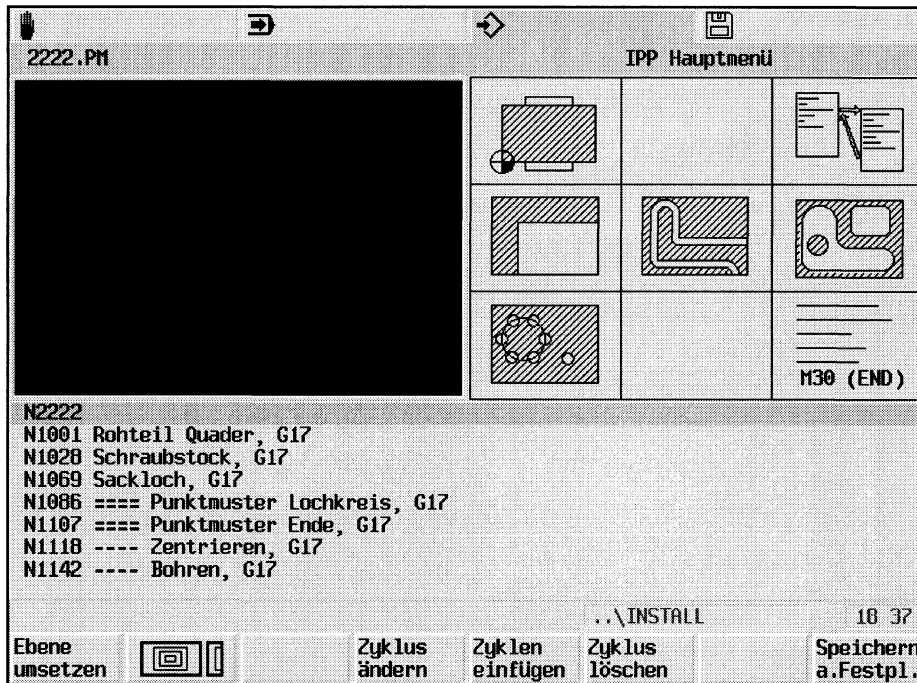 2222.PM
IPP Hauptmenü
M30 (END)
N2222
N1001 Rohteil Quader, G17
N1028 Schraubstock, G17
N1069 Sackloch, G17
N1086 ==== Punktmuster Lochkreis, G17
N1107 ==== Punktmuster Ende, G17
N1118 ---- Zentrieren, G17
N1142 ---- Bohren, G17
..\INSTALL
18 37
Ebene umsetzen
Zyklus ändern
Zyklen einfügen
Zyklus löschen
Speichern a.Festpl.